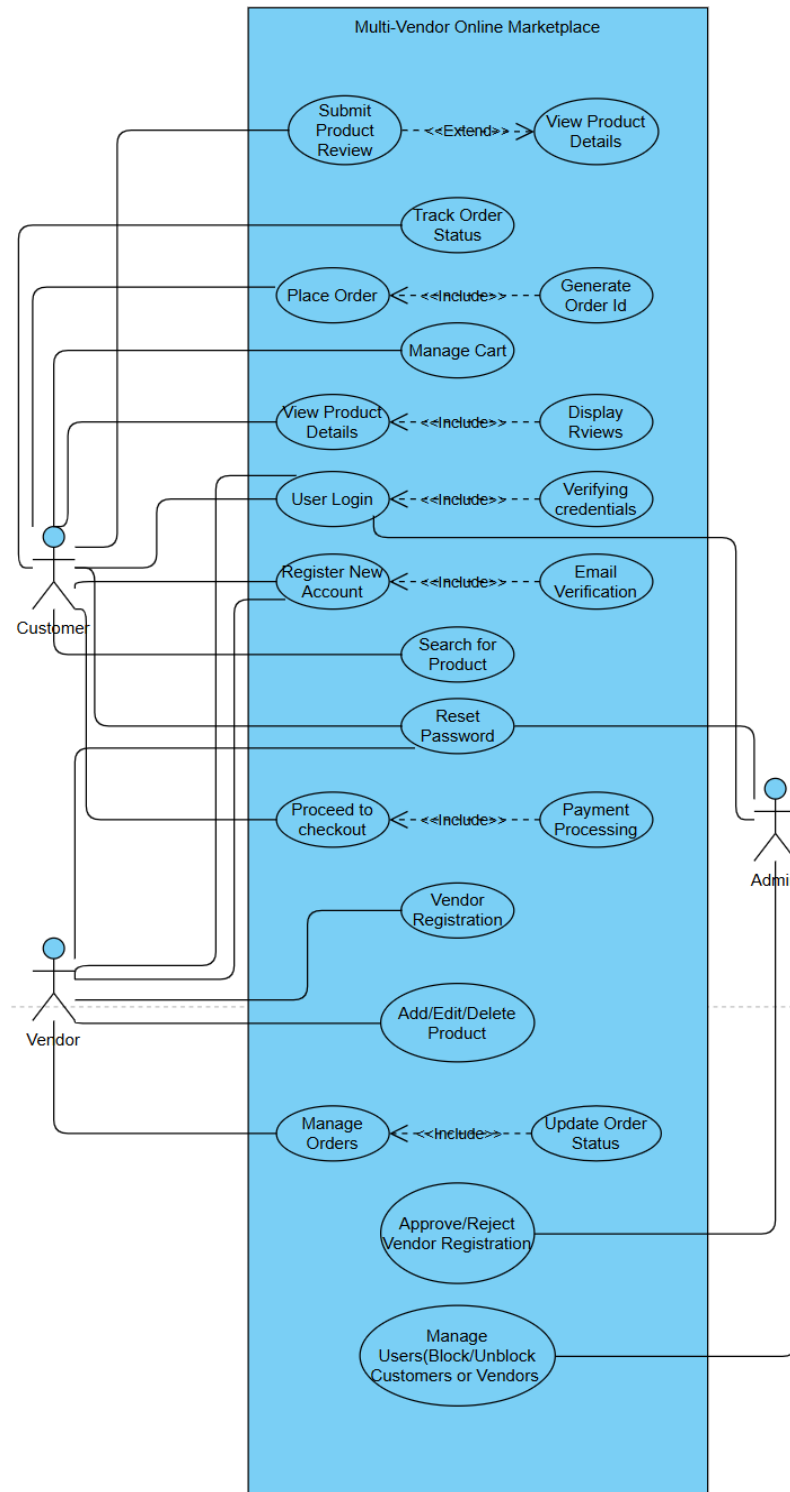 Multi-Vendor Online Marketplace
Submit
Product
Review
<<Extend>>
View Product
Details
Track Order
Status
Place Order
<<Include>>
Generate
Order Id
Manage Cart
View Product
Details
<<Include>>
Display
Rviews
User Login
<<Include>>
Verifying
credentials
Register New
Account
<<Include>>
Email
Verification
Customer
Search for
Product
Reset
Password
Proceed to
checkout
<<Include>>
Payment
Processing
Admi
Vendor
Registration
Vendor
Add/Edit/Delete
Product
Manage
Orders
<<Include>>
Update Order
Status
Approve/Reject
Vendor Registration
Manage
Users(Block/Unblock
Customers or Vendors